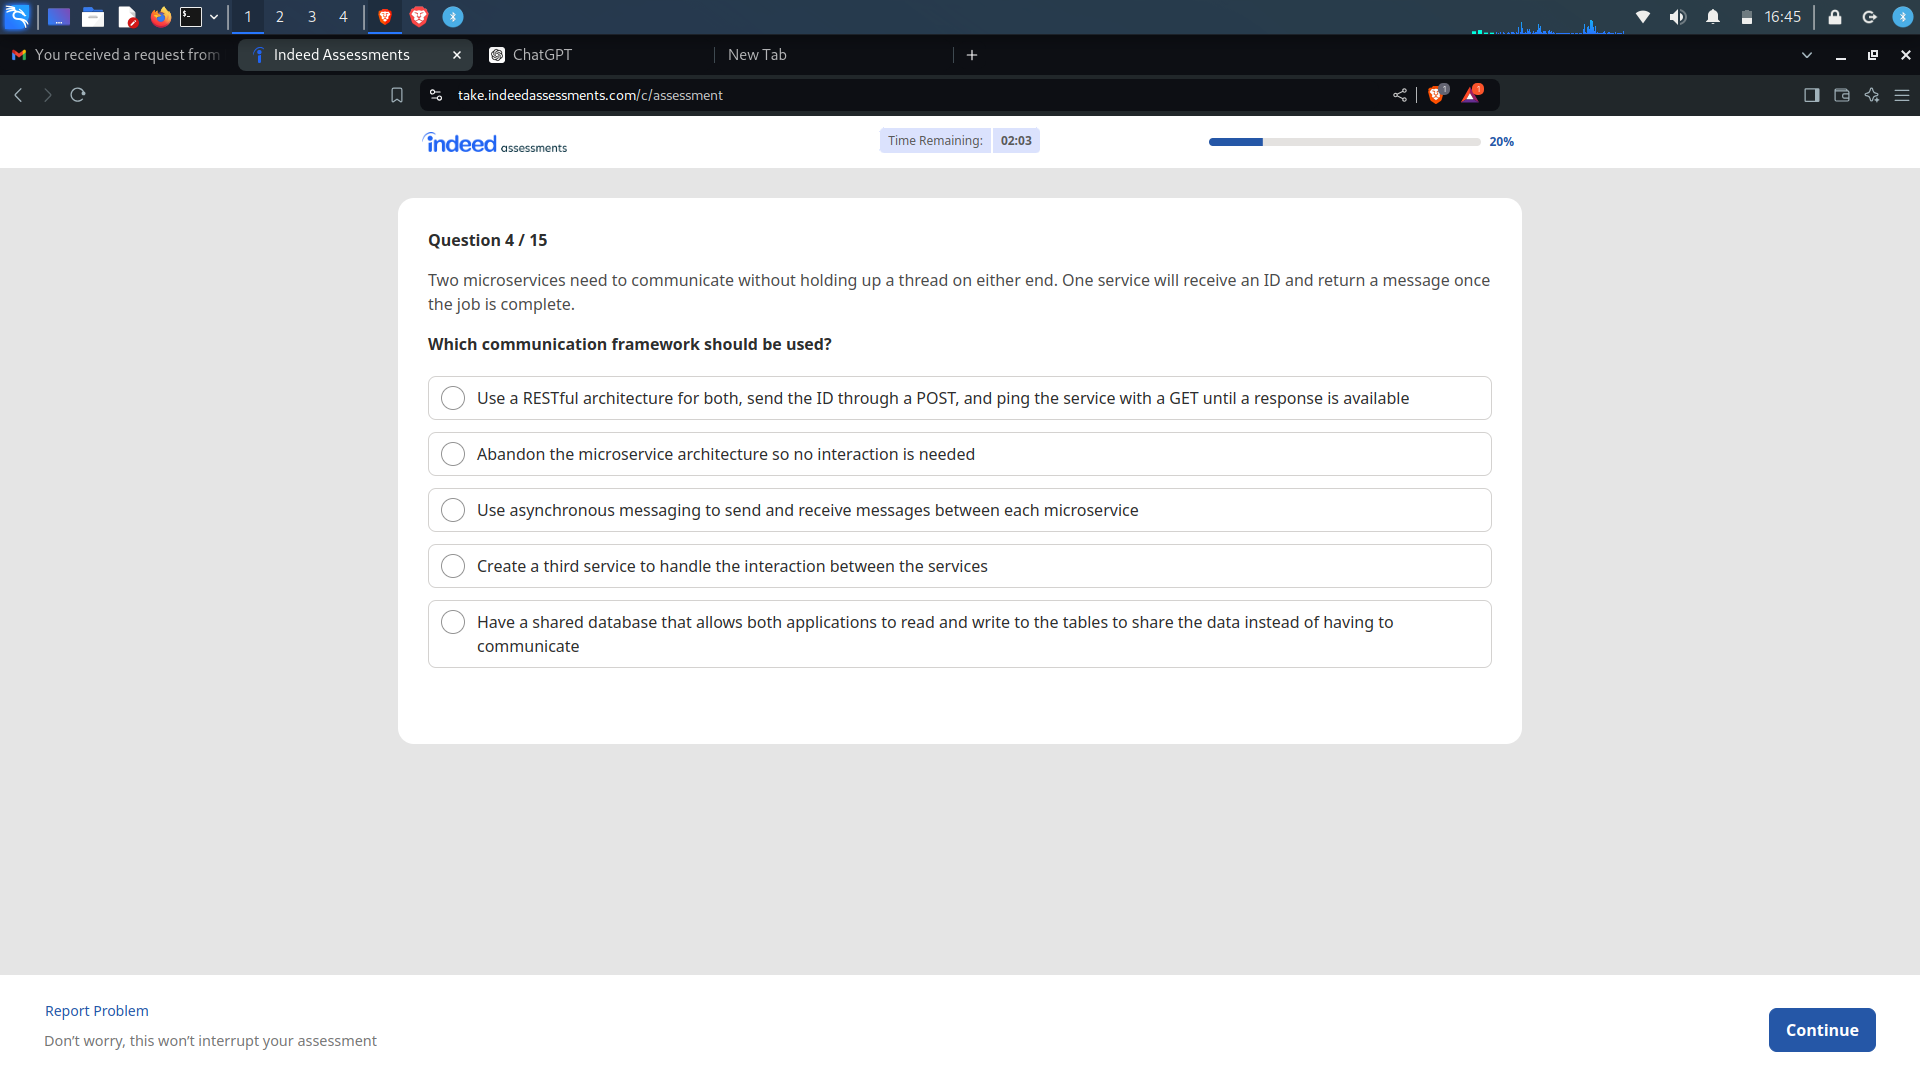 1 2 3 4 16:45
You received a request from Indeed Assessments ChatGPT New Tab
take.indeedassessments.com/c/assessment 1 1
indeed assessments Time Remaining: 02:03 20%
Question 4 / 15
Two microservices need to communicate without holding up a thread on either end. One service will receive an ID and return a message once
the job is complete.
Which communication framework should be used?
Use a RESTful architecture for both, send the ID through a POST, and ping the service with a GET until a response is available
Abandon the microservice architecture so no interaction is needed
Use asynchronous messaging to send and receive messages between each microservice
Create a third service to handle the interaction between the services
Have a shared database that allows both applications to read and write to the tables to share the data instead of having to
communicate
Report Problem
Don’t worry, this won’t interrupt your assessment
Continue